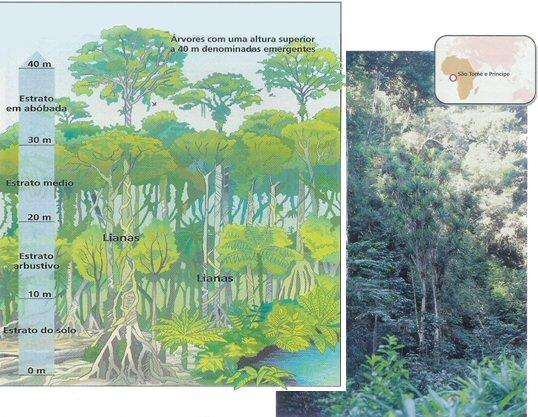 Árvores com uma altura superior
a 40 m denominadas emergentes
40 m
Estrato
em abóbada
30 m
Estrato medio
20 m
Lianas
Estrato
arbustivo
Lianas
10 m
Estrato do solo
0 m
São Tomé e Príncipe